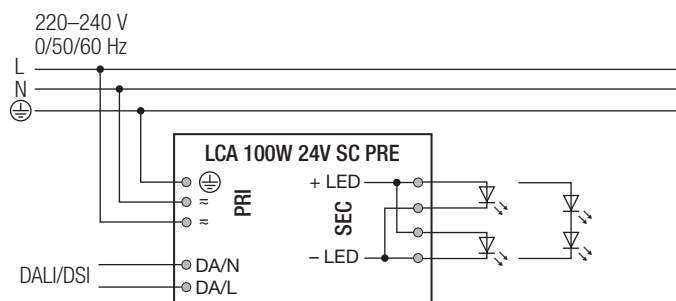 220–240 V
0/50/60 Hz
L
N
LCA 100W 24V SC PRE
PRI
≂
≂
+ LED
SEC
– LED
DALI/DSI
DA/N
DA/L